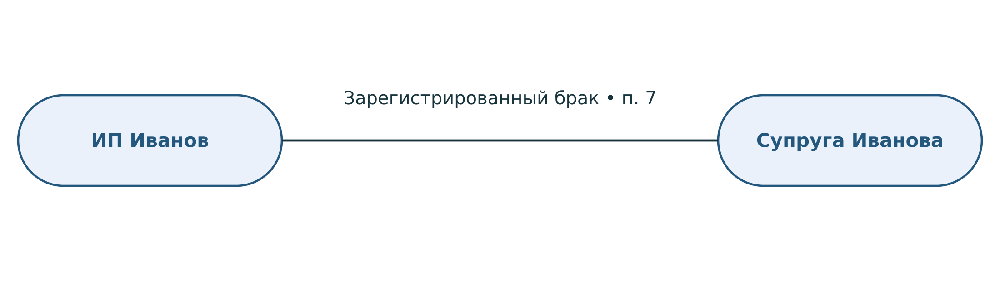 Зарегистрированный брак • п. 7
ИП Иванов
Супруга Иванова